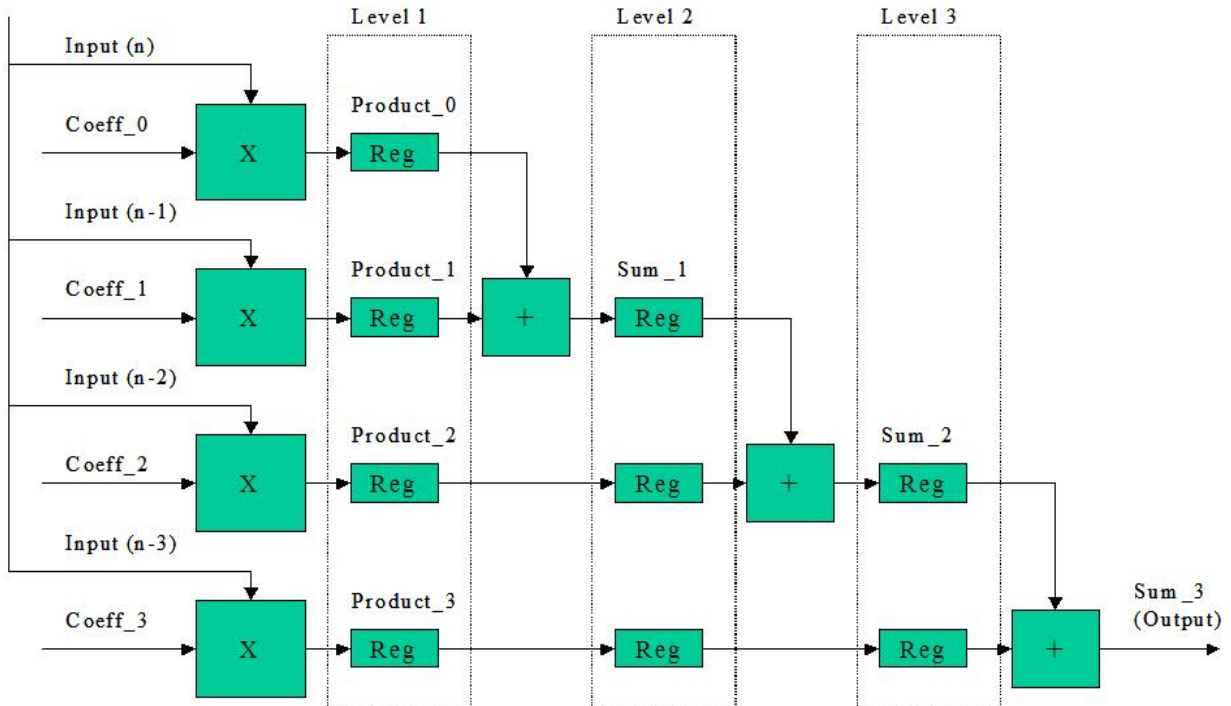 Level 1
Level 2
Level 3
Input (n)
Product_0
Coeff_0
X
Reg
Input (n-1)
Product_1
Sum_1
Coeff_1
X
Reg
+
Reg
Input (n-2)
Product_2
Sum_2
Coeff_2
X
Reg
Reg
+
Reg
Input (n-3)
Product_3
Sum_3
(Output)
Coeff_3
X
Reg
Reg
Reg
+